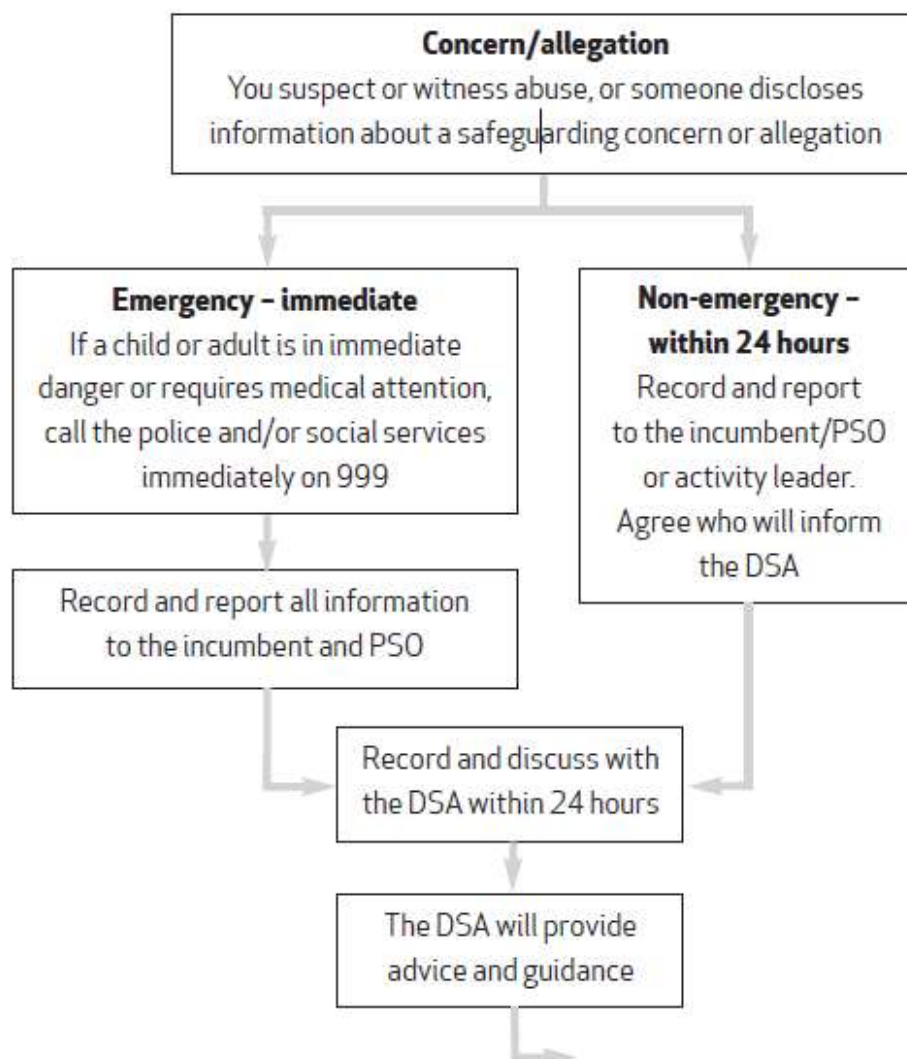 Concern/allegation
You suspect or witness abuse, or someone discloses
information about a safeguarding concern or allegation
Emergency – immediate
If a child or adult is in immediate
danger or requires medical attention,
call the police and/or social services
immediately on 999
Non-emergency –
within 24 hours
Record and report
to the incumbent/PSO
or activity leader.
Agree who will inform
the DSA
Record and report all information
to the incumbent and PSO
Record and discuss with
the DSA within 24 hours
The DSA will provide
advice and guidance